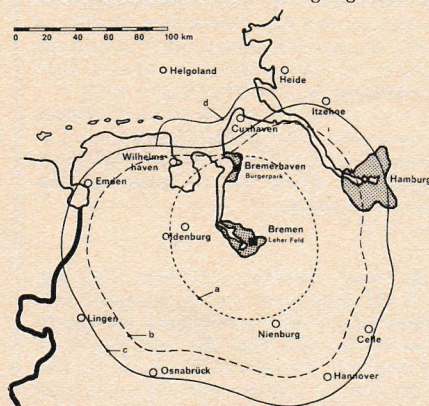 0 20 40 60 80 100 km
Helgoland
Heide
d
Itzehoe
Cuxhaven
Wilhelms
haven
Bremerhaven
Bürgerpark
Emden
Hamburg
Oldenburg
Bremen
Leher Feld
a
Lingen
b
Nienburg
c
Celle
Osnabrück
Hannover